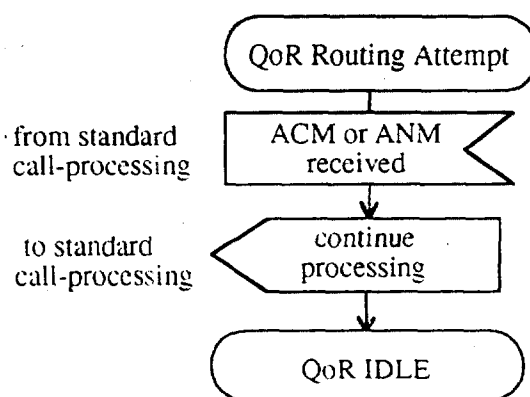 QoR Routing Attempt
from standard
call-processing
ACM or ANM
received
to standard
call-processing
continue
processing
QoR IDLE